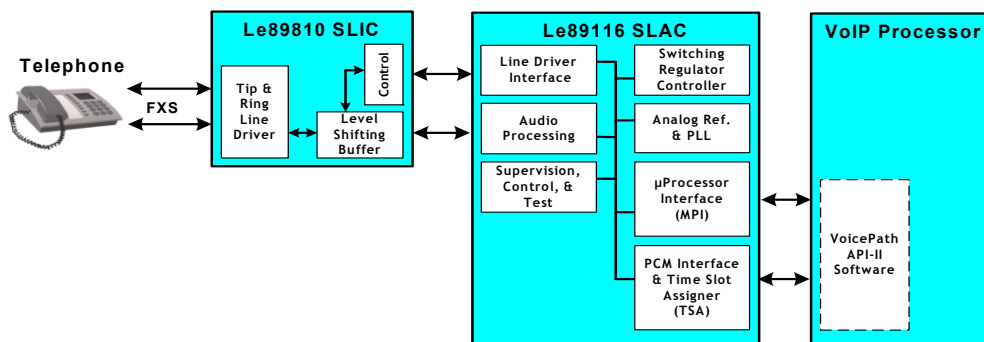 Telephone
FXS
Le89810 SLIC
Tip &
Ring
Line
Driver
Control
Level
Shifting
Buffer
Le89116 SLAC
Line Driver
Interface
Audio
Processing
Supervision,
Control, &
Test
Switching
Regulator
Controller
Analog Ref.
& PLL
µProcessor
Interface
(MPI)
PCM Interface
& Time Slot
Assigner
(TSA)
VoIP Processor
VoicePath
API-II
Software